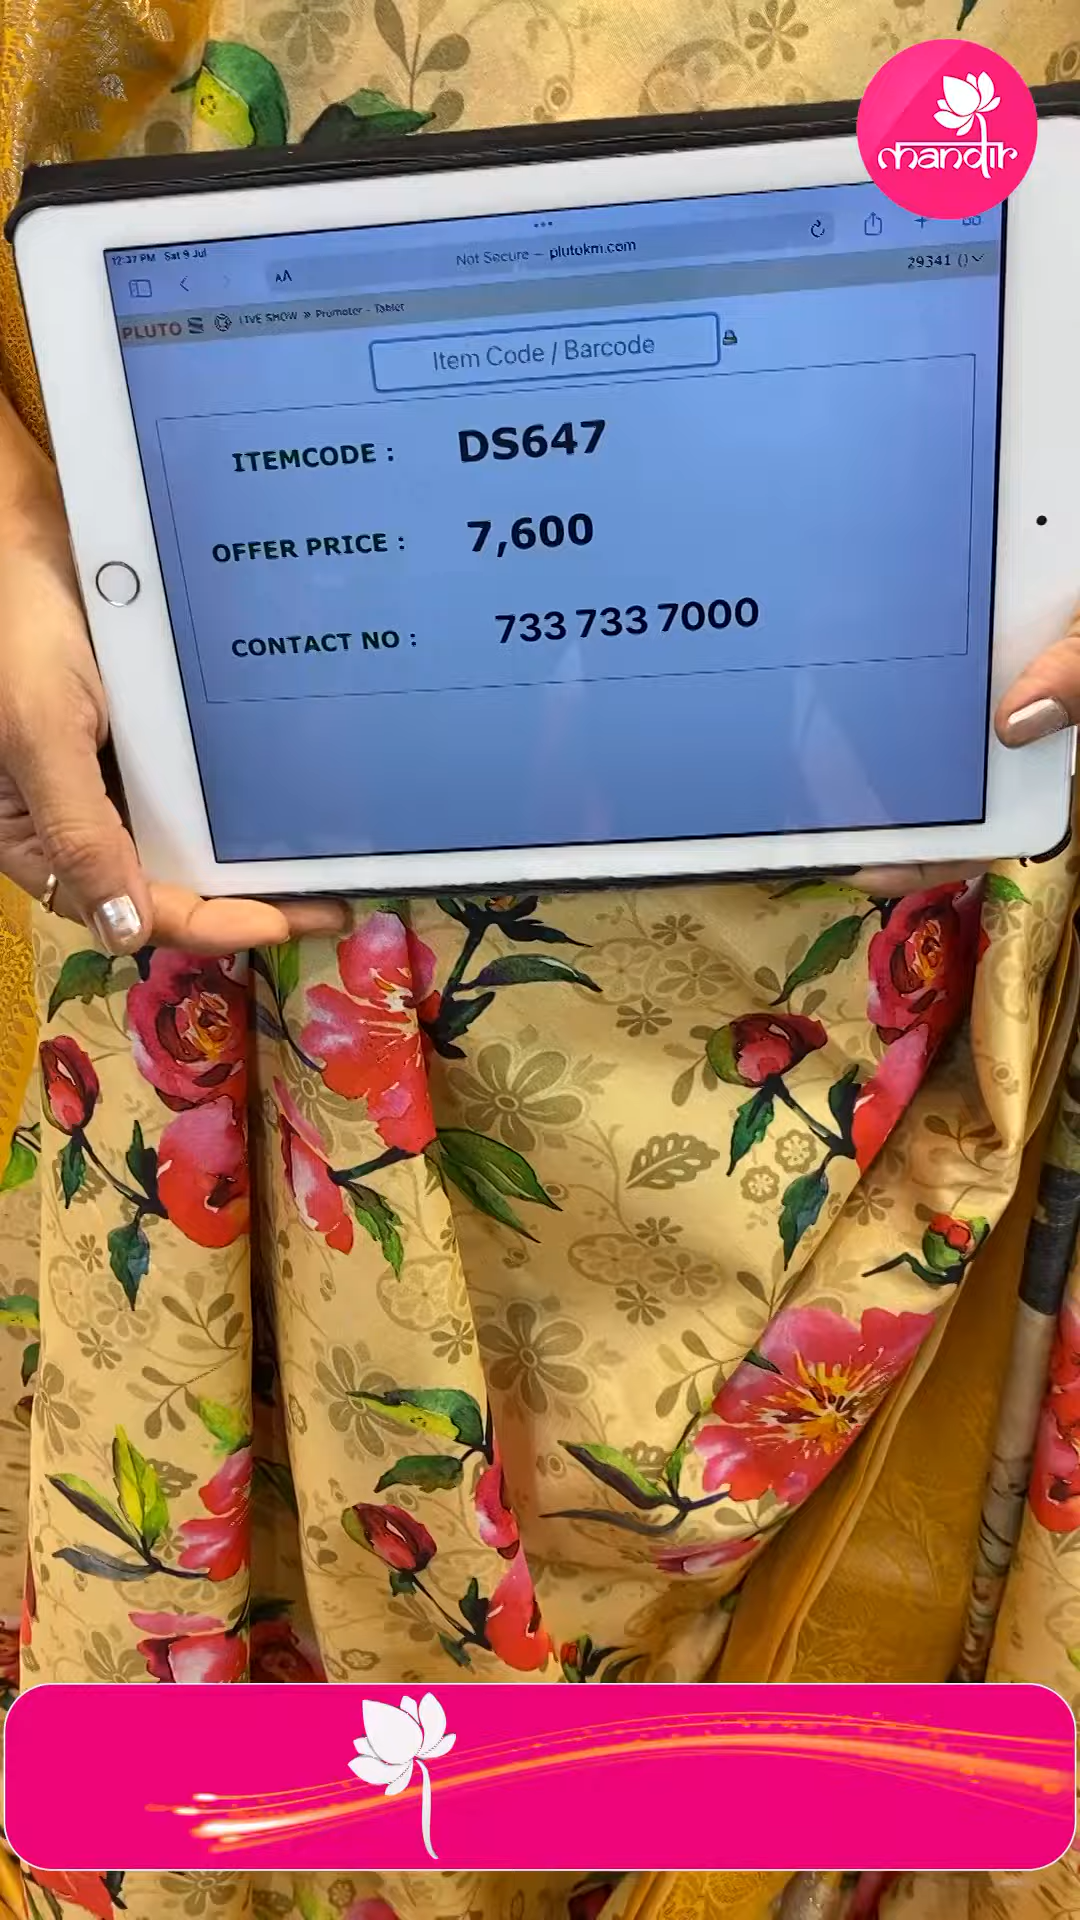 mandir
12:37 PM Sat 9 Jul
AA
Not Secure — plutokm.com
29341 ()
PLUTO
LIVE SHOW » Promoter - Tablet
Item Code / Barcode
ITEMCODE : DS647
OFFER PRICE : 7,600
CONTACT NO : 733 733 7000